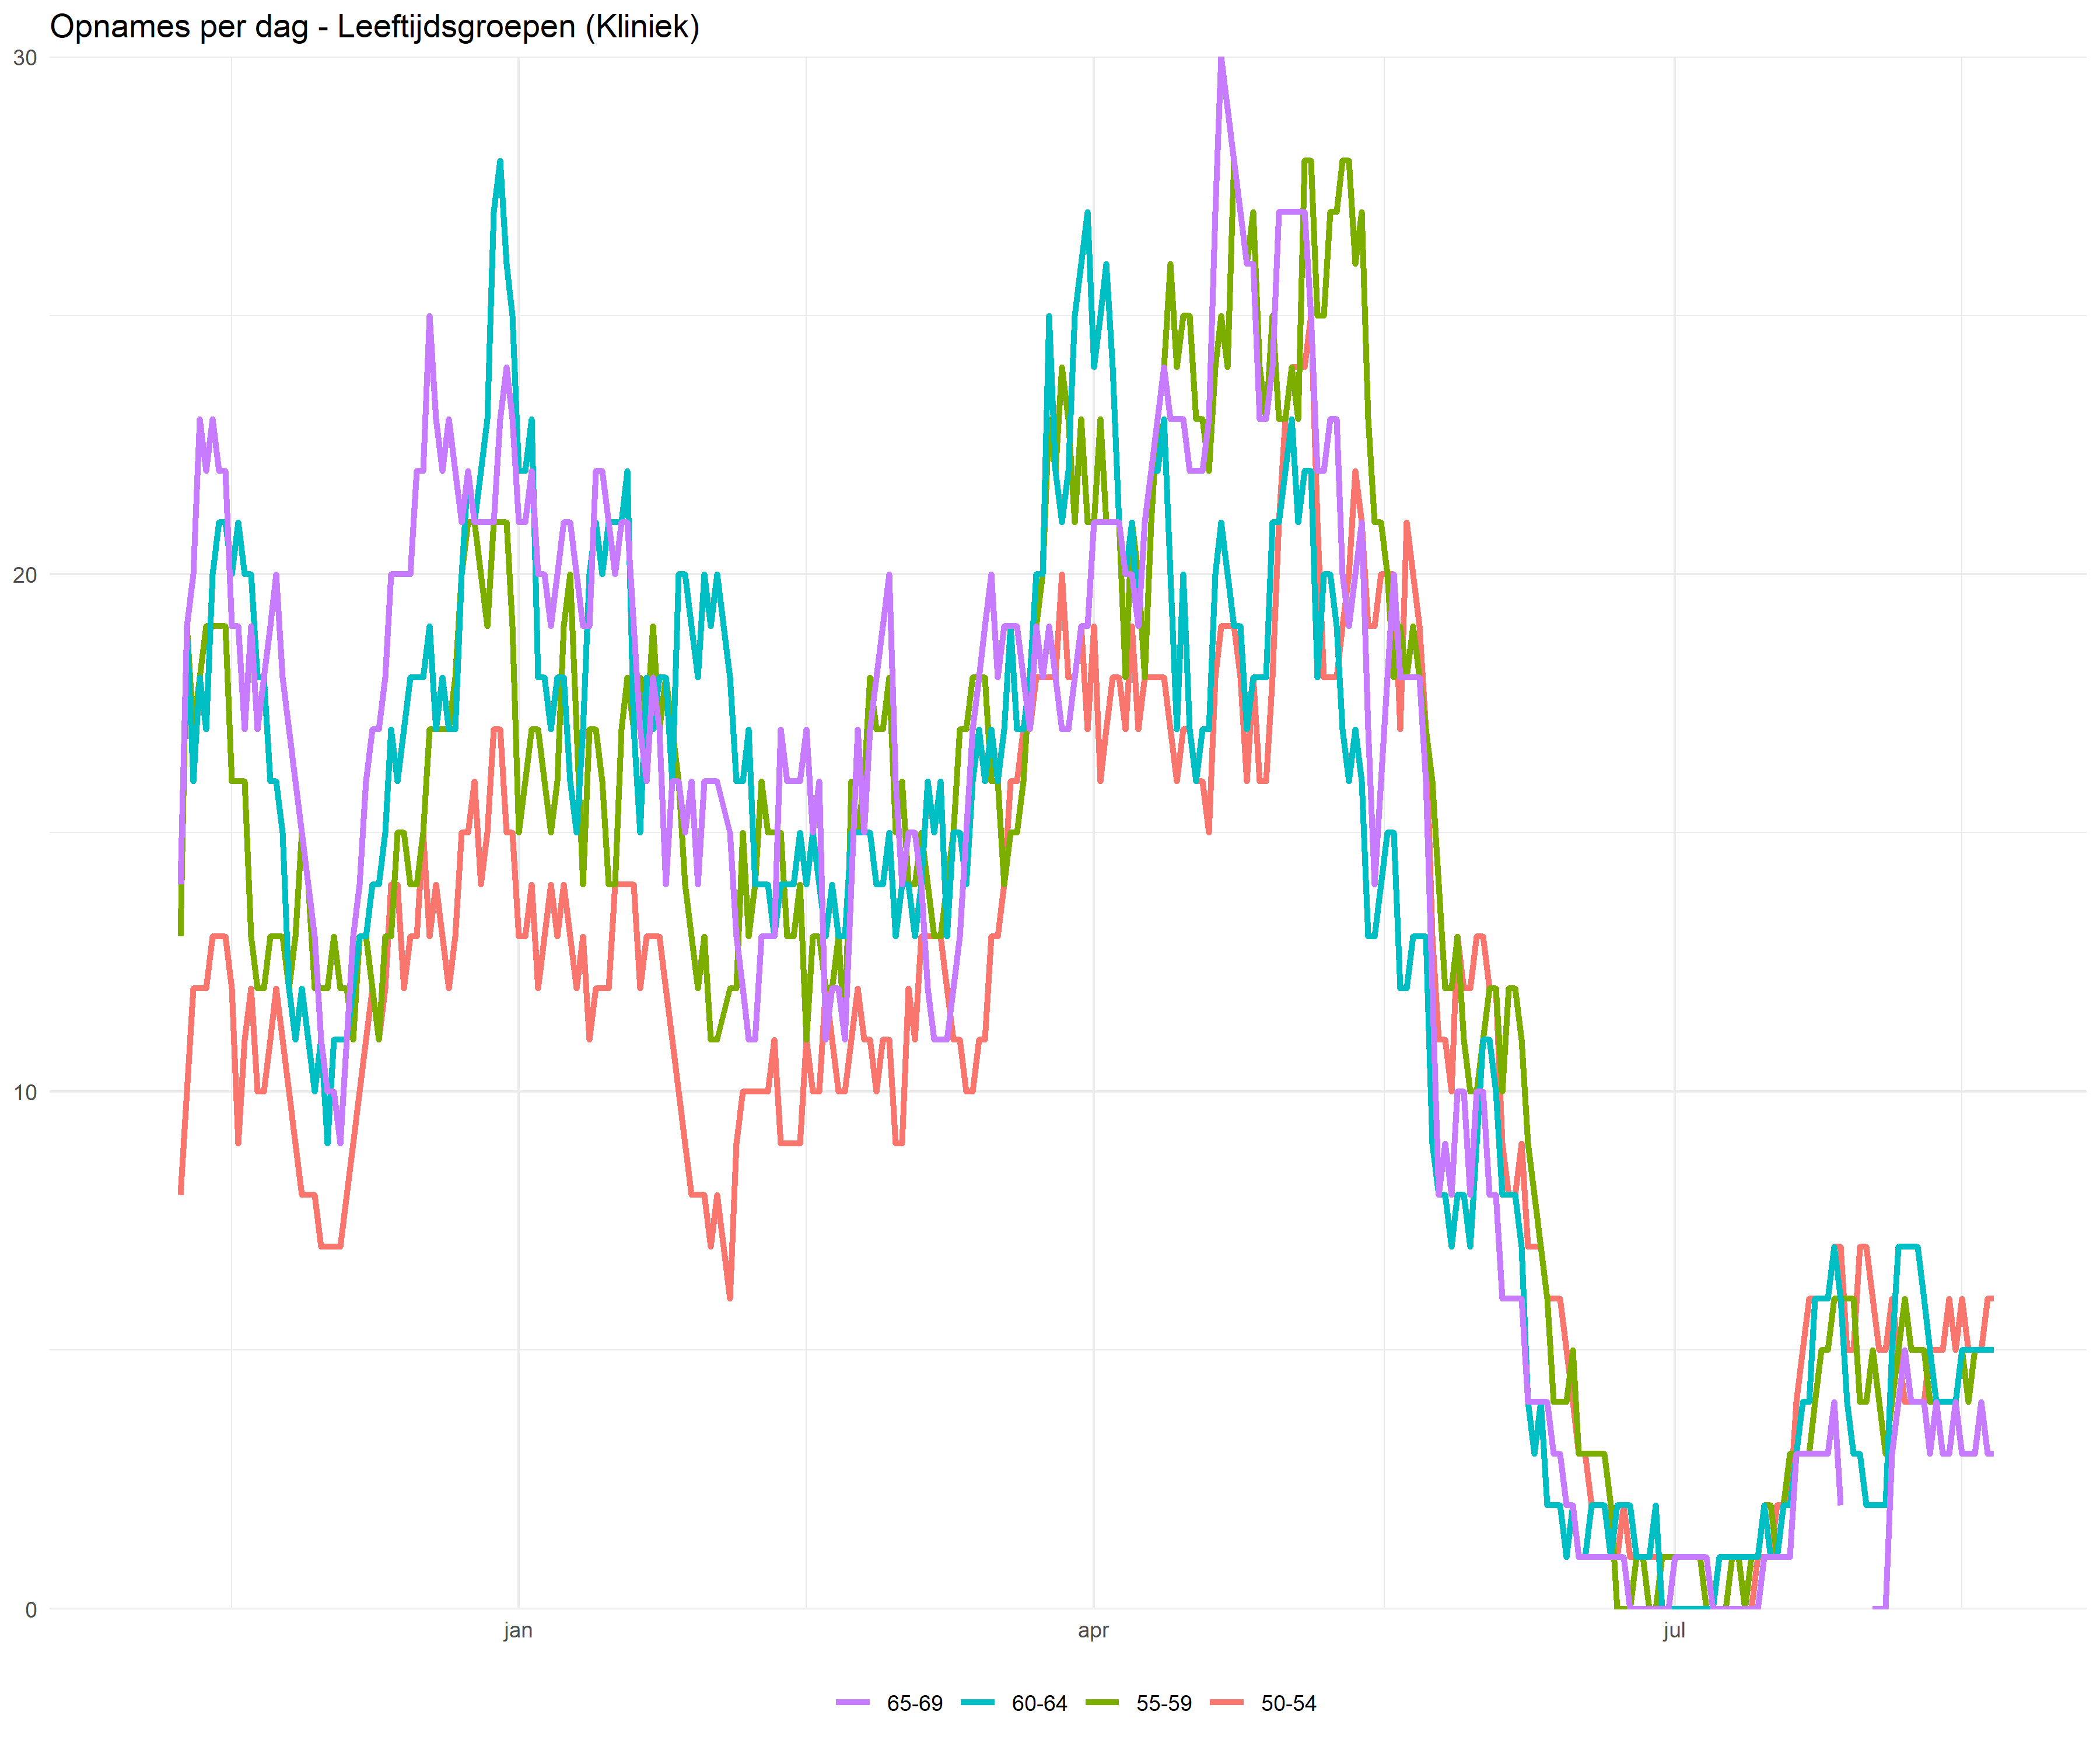 Opnames per dag - Leeftijdsgroepen (Kliniek)
30
20
10
0
jan apr jul
65-69 60-64 55-59 50-54